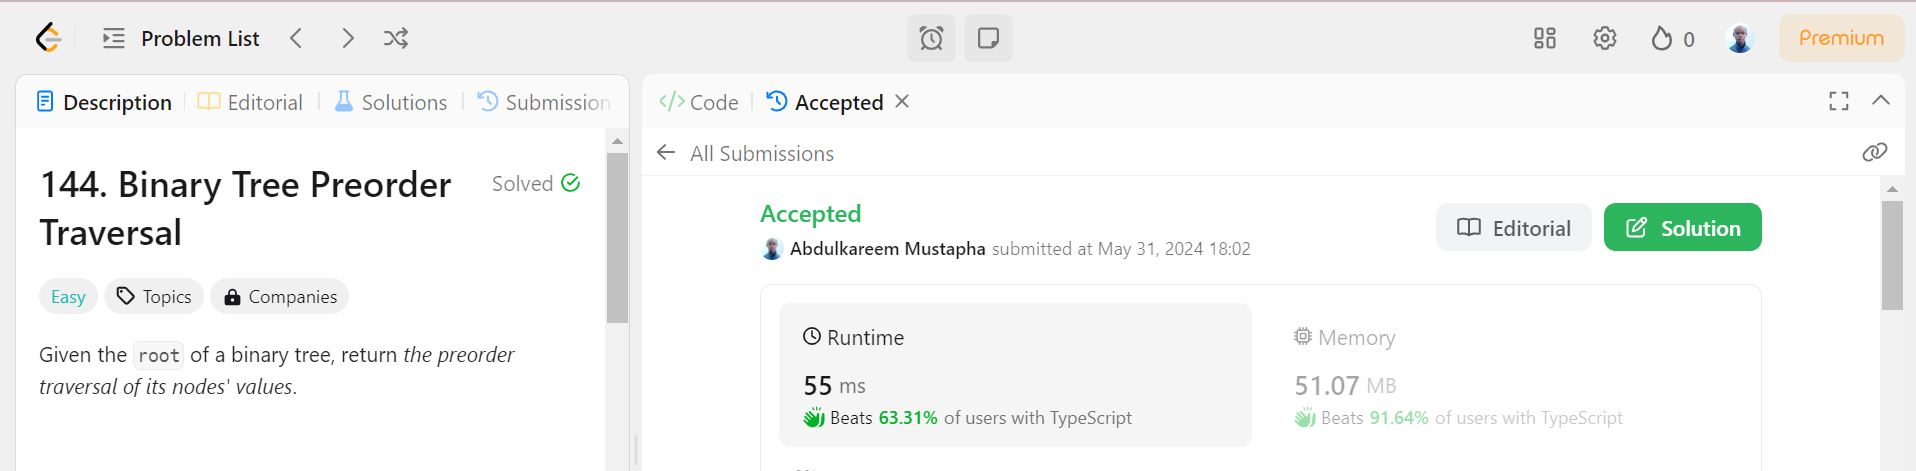 Problem List
0
Premium
Description
Editorial
Solutions
Submission
Code
Accepted
All Submissions
144. Binary Tree Preorder
Traversal
Solved
Easy
Topics
Companies
Given the root of a binary tree, return the preorder
traversal of its nodes' values.
Accepted
Abdulkareem Mustapha submitted at May 31, 2024 18:02
Editorial
Solution
Runtime
55 ms
Beats 63.31% of users with TypeScript
Memory
51.07 MB
Beats 91.64% of users with TypeScript